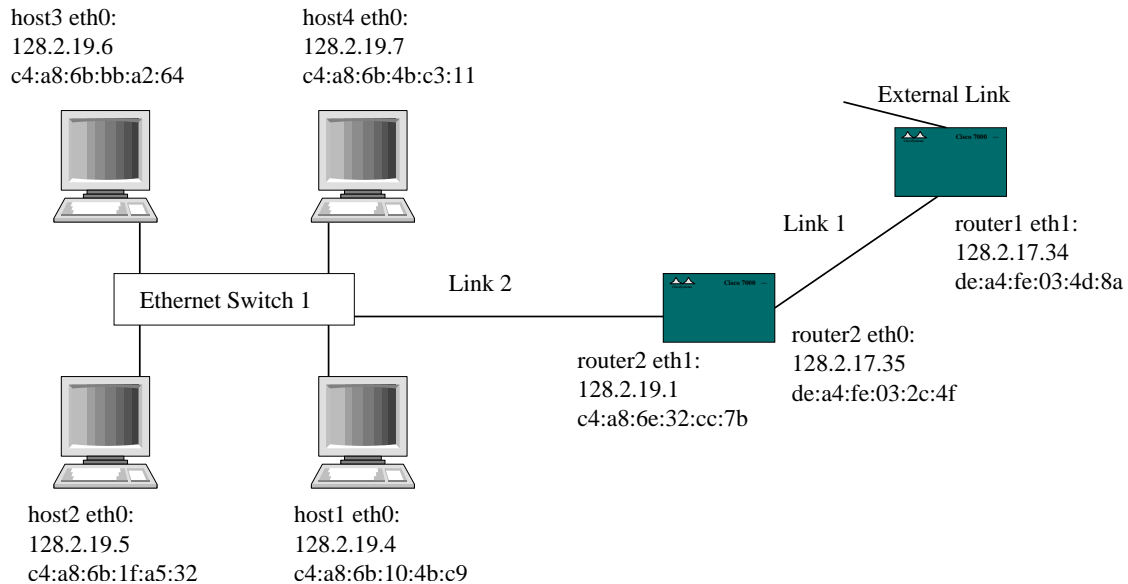 host3 eth0:
128.2.19.6
c4:a8:6b:bb:a2:64
host4 eth0:
128.2.19.7
c4:a8:6b:4b:c3:11
External Link
Cisco 7000
router1 eth1:
128.2.17.34
de:a4:fe:03:4d:8a
Link 1
Ethernet Switch 1
Link 2
Cisco 7000
router2 eth1:
128.2.19.1
c4:a8:6e:32:cc:7b
router2 eth0:
128.2.17.35
de:a4:fe:03:2c:4f
host2 eth0:
128.2.19.5
c4:a8:6b:1f:a5:32
host1 eth0:
128.2.19.4
c4:a8:6b:10:4b:c9